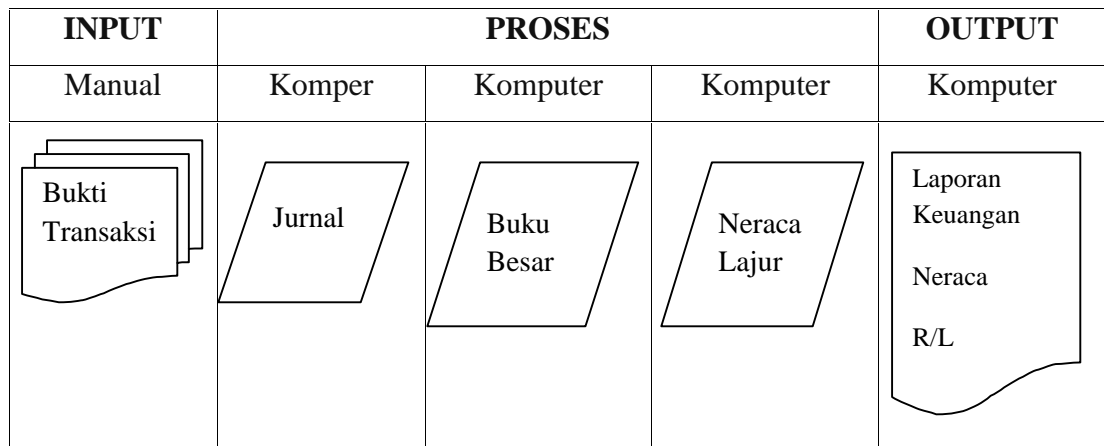 INPUT PROSES OUTPUT
Manual Komper Komputer Komputer Komputer
Bukti
Transaksi
Jurnal
Buku
Besar
Neraca
Lajur
Laporan
Keuangan
Neraca
R/L